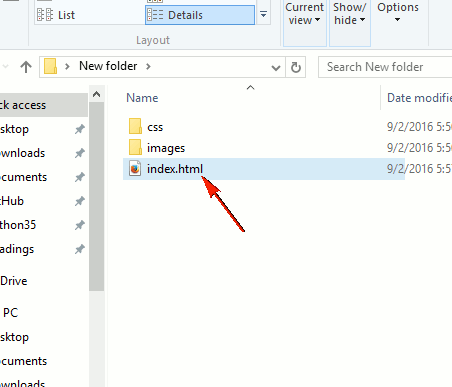 List
Details
Current view
Show/ hide
Options
Layout
New folder
Search New folder
ck access
Name
Date modifie
sktop
css
9/2/2016 5:5
wnloads
images
9/2/2016 5:5
cuments
index.html
9/2/2016 5:5
tHub
thon35
adings
Drive
PC
sktop
cuments
wnloads